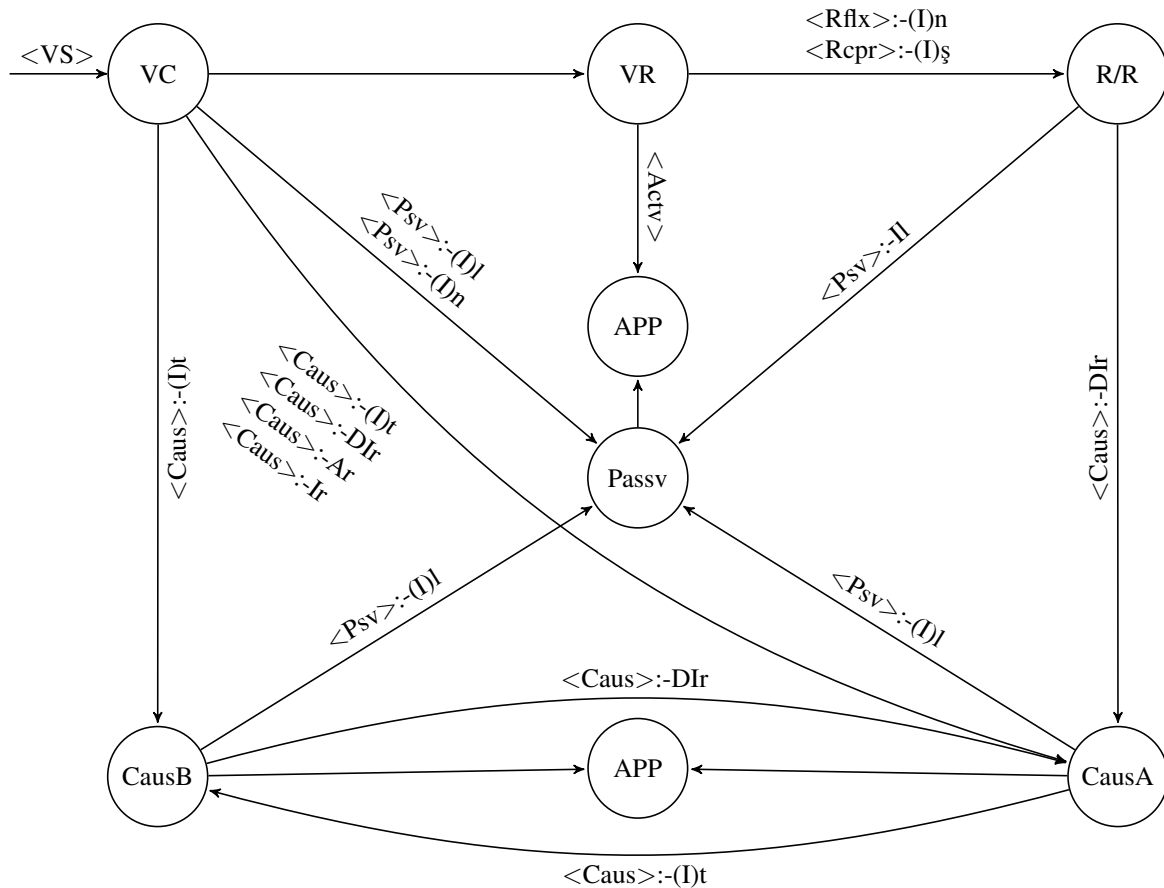 <VS>
VC
VR
<Rflx>:-(I)n
<Rcpr>:-(I)ş
R/R
<Actv>
<Psv>:-(I)l
<Psv>:-(I)n
<Psv>:-Il
APP
<Caus>:-(I)t
<Caus>:-(I)t
<Caus>:-DIr
<Caus>:-Ar
<Caus>:-Ir
<Caus>:-DIr
Passv
<Psv>:-(I)l
<Psv>:-(I)l
<Caus>:-DIr
CausB
APP
CausA
<Caus>:-(I)t